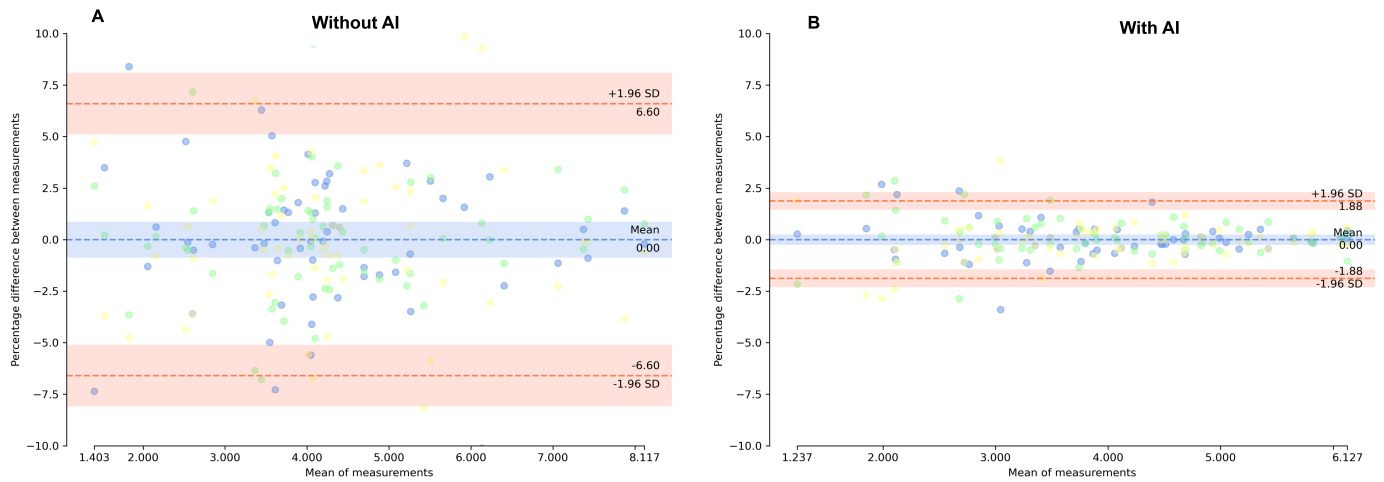 A
Without AI
10.0
7.5
5.0
2.5
0.0
−2.5
−5.0
−7.5
−10.0
Percentage difference between measurements
+1.96 SD
6.60
Mean
0.00
-6.60
-1.96 SD
1.403
2.000
3.000
4.000
5.000
6.000
7.000
8.117
Mean of measurements
B
With AI
10.0
7.5
5.0
2.5
0.0
−2.5
−5.0
−7.5
−10.0
Percentage difference between measurements
+1.96 SD
1.88
Mean
0.00
-1.88
-1.96 SD
1.237
2.000
3.000
4.000
5.000
6.127
Mean of measurements